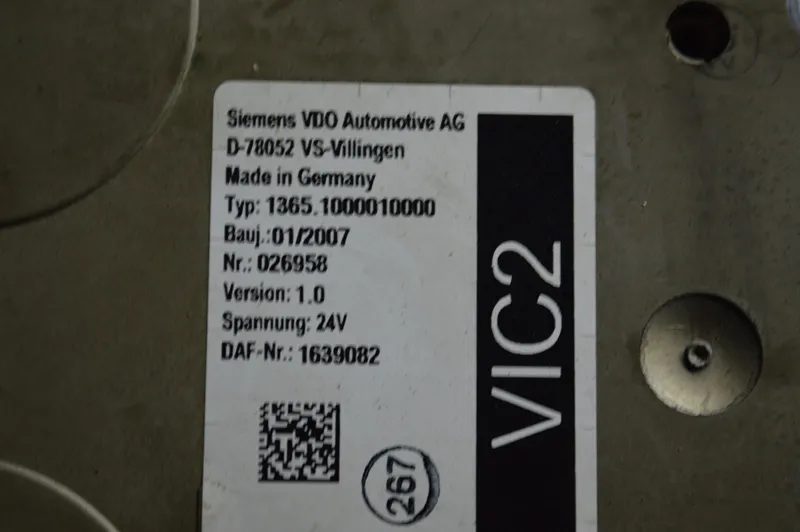 Siemens VDO Automotive AG
D-78052 VS-Villingen
Made in Germany
Typ: 1365.1000010000
Bauj.:01/2007
Nr.: 026958
Version: 1.0
Spannung: 24V
DAF-Nr.: 1639082
VIC2
267